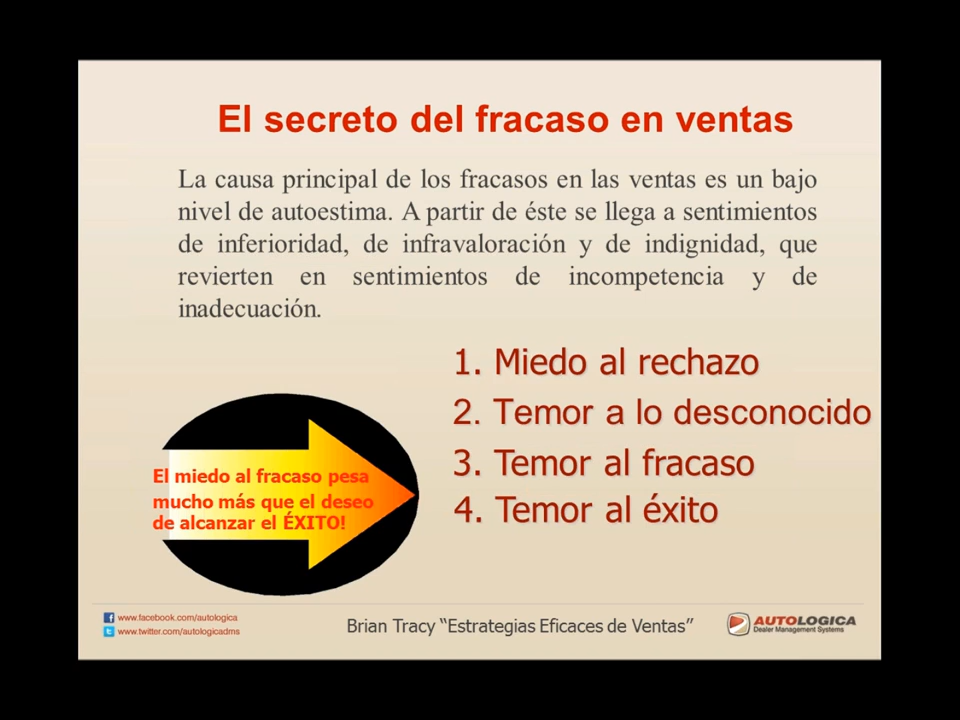 El secreto del fracaso en ventas
La causa principal de los fracasos en las ventas es un bajo
nivel de autoestima. A partir de éste se llega a sentimientos
de inferioridad, de infravaloración y de indignidad, que
revierten en sentimientos de incompetencia y de
inadecuación.
1. Miedo al rechazo
2. Temor a lo desconocido
3. Temor al fracaso
4. Temor al éxito
El miedo al fracaso pesa
mucho más que el deseo
de alcanzar el ÉXITO!
www.facebook.com/autologica
www.twitter.com/autologicadms
Brian Tracy “Estrategias Eficaces de Ventas”
AUTOLOGICA
Dealer Management Systems